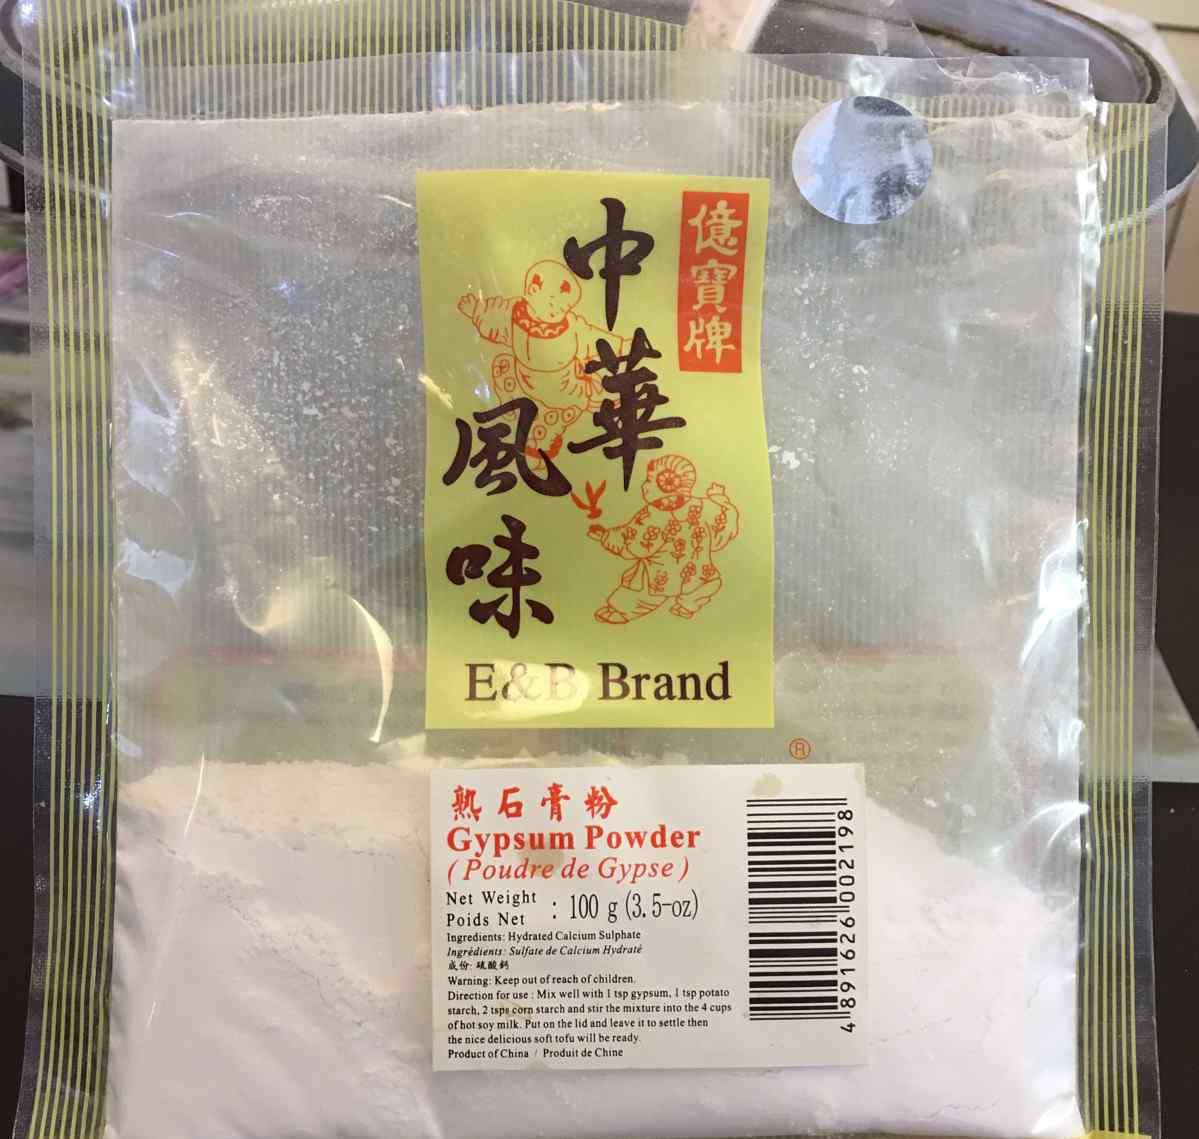 億寶牌
中華
風味
E&B Brand
®
熟石膏粉
Gypsum Powder
(Poudre de Gypse)
Net Weight
Poids Net : 100 g (3.5-oz)
Ingredients: Hydrated Calcium Sulphate
Ingrédients: Sulfate de Calcium Hydraté
成份: 硫酸鈣
Warning: Keep out of reach of children.
Direction for use : Mix well with 1 tsp gypsum, 1 tsp potato
starch, 2 tsps corn starch and stir the mixture into the 4 cups
of hot soy milk. Put on the lid and leave it to settle then
the nice delicious soft tofu will be ready.
Product of China / Produit de Chine
4 891626 002198